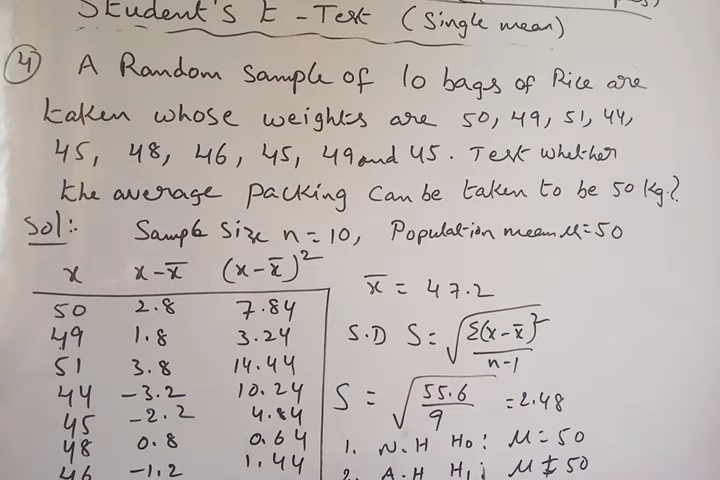 Student's t-Test (Single mean)
④ A Random Sample of 10 bags of Rice are
taken whose weights are 50, 49, 51, 44,
45, 48, 46, 45, 49 and 45. Test whether
the average packing can be taken to be 50 kg.?
Sol:- Sample Size n=10, Population mean μ=50
x x-x̅ (x-x̅)²
x̅ = 47.2
50 2.8 7.84
49 1.8 3.24
S.D S = √Σ(x-x̅)²/n-1
51 3.8 14.44
44 -3.2 10.24
S = √55.6/9 = 2.48
45 -2.2 4.84
48 0.8 0.64
1. N.H H₀: μ=50
46 -1.2 1.44
2. A.H H₁: μ≠50